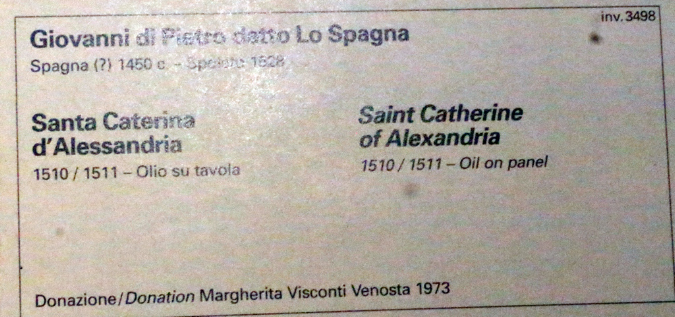 inv. 3498
Giovanni di Pietro datto Lo Spagna
Spagna (?) 1450 c. - Spoleto 1528
Santa Caterina
d'Alessandria
1510 / 1511 – Olio su tavola
Saint Catherine
of Alexandria
1510 / 1511 – Oil on panel
Donazione/Donation Margherita Visconti Venosta 1973